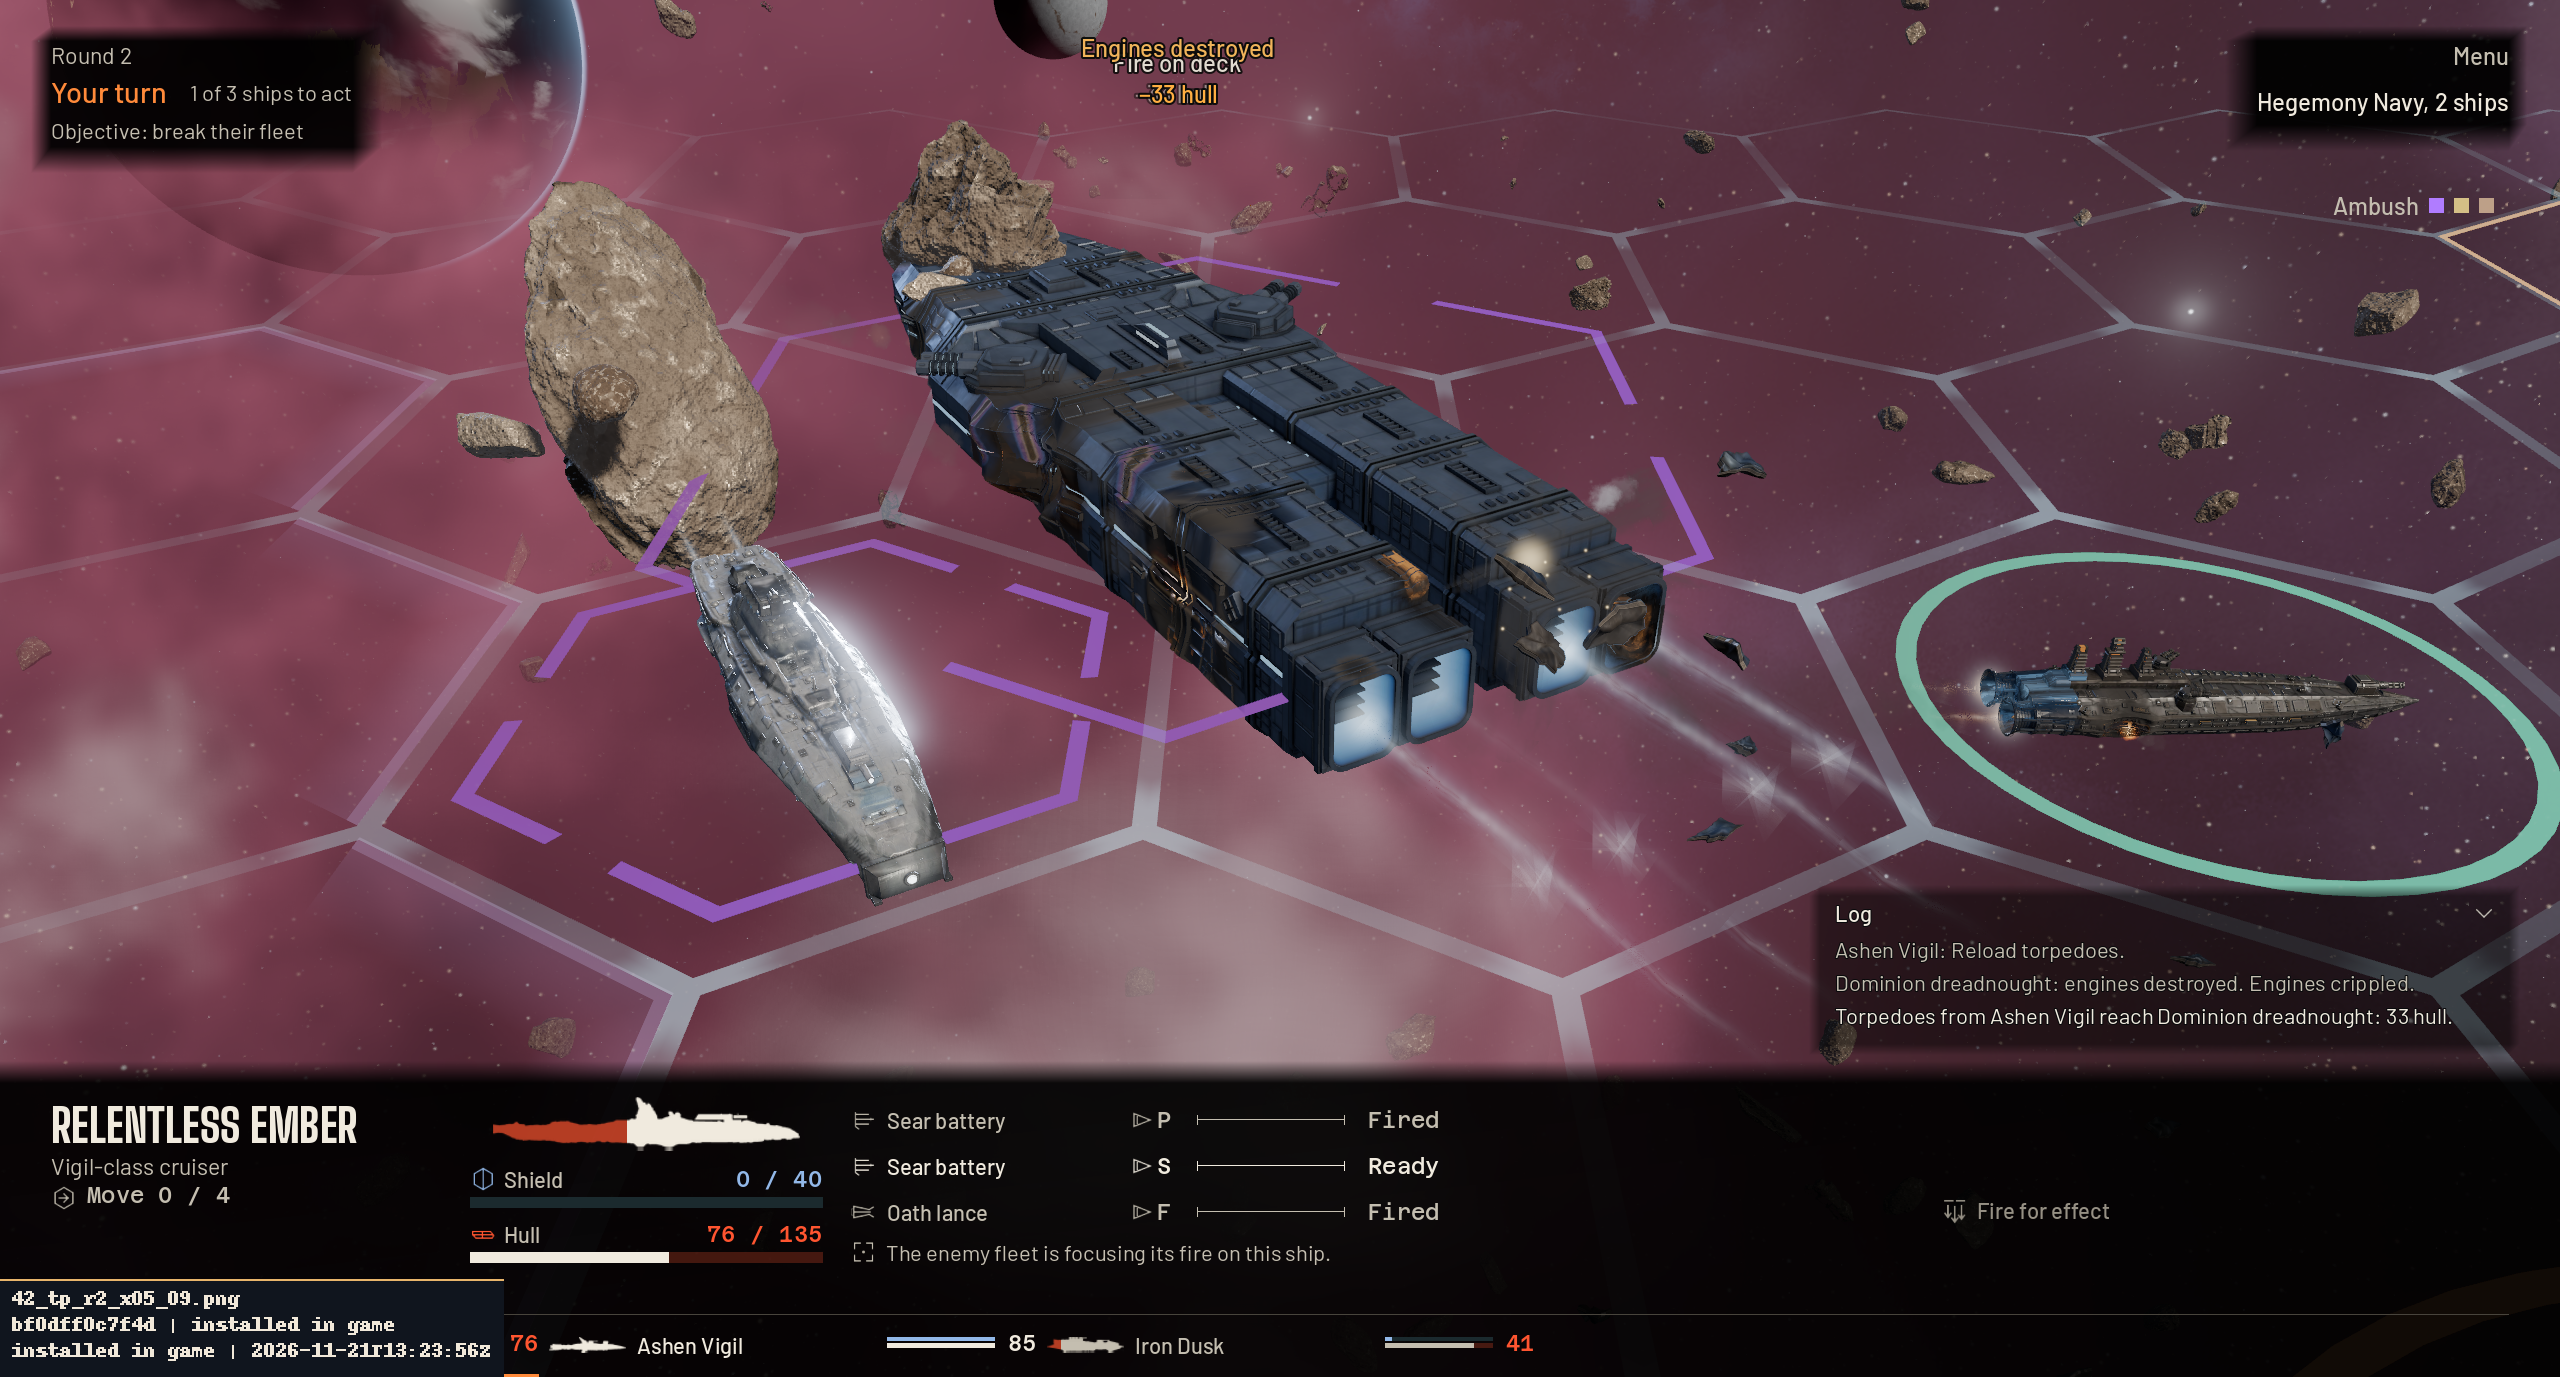 Round 2
Your turn 1 of 3 ships to act
Objective: break their fleet
Engines destroyed
Fire on deck
−33 hull
Menu
Hegemony Navy, 2 ships
Ambush
Log
Ashen Vigil: Reload torpedoes.
Dominion dreadnought: engines destroyed. Engines crippled.
Torpedoes from Ashen Vigil reach Dominion dreadnought: 33 hull.
RELENTLESS EMBER
Vigil-class cruiser
Move 0 / 4
Shield 0 / 40
Hull 76 / 135
Sear battery P Fired
Sear battery S Ready
Oath lance F Fired
The enemy fleet is focusing its fire on this ship.
Fire for effect
42_tp_r2_x05_09.png
bf0dff0c7f4d | installed in game
installed in game | 2026-11-21r13:23:56z
76 Ashen Vigil 85 Iron Dusk 41